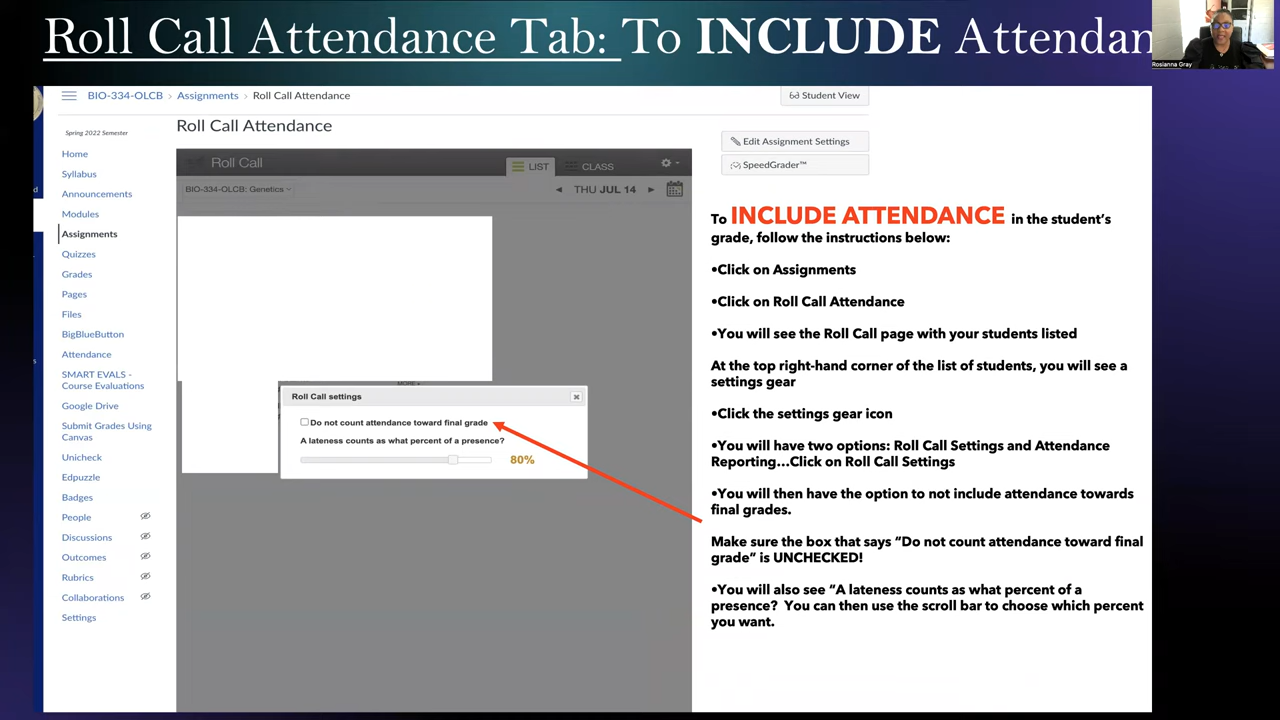 Roll Call Attendance Tab: To INCLUDE Attendan
Rosianna Gray
BIO-334-OLCB > Assignments > Roll Call Attendance
Student View
Spring 2022 Semester
Home
Syllabus
Announcements
Modules
Assignments
Quizzes
Grades
Pages
Files
BigBlueButton
Attendance
SMART EVALS -
Course Evaluations
Google Drive
Submit Grades Using
Canvas
Unicheck
Edpuzzle
Badges
People
Discussions
Outcomes
Rubrics
Collaborations
Settings
Roll Call Attendance
Roll Call
LIST
CLASS
BIO-334-OLCB: Genetics
THU JUL 14
MORE
Roll Call settings
Do not count attendance toward final grade
A lateness counts as what percent of a presence?
80%
Edit Assignment Settings
SpeedGrader™
To INCLUDE ATTENDANCE in the student's
grade, follow the instructions below:
•Click on Assignments
•Click on Roll Call Attendance
•You will see the Roll Call page with your students listed
At the top right-hand corner of the list of students, you will see a
settings gear
•Click the settings gear icon
•You will have two options: Roll Call Settings and Attendance
Reporting...Click on Roll Call Settings
•You will then have the option to not include attendance towards
final grades.
Make sure the box that says “Do not count attendance toward final
grade” is UNCHECKED!
•You will also see “A lateness counts as what percent of a
presence? You can then use the scroll bar to choose which percent
you want.